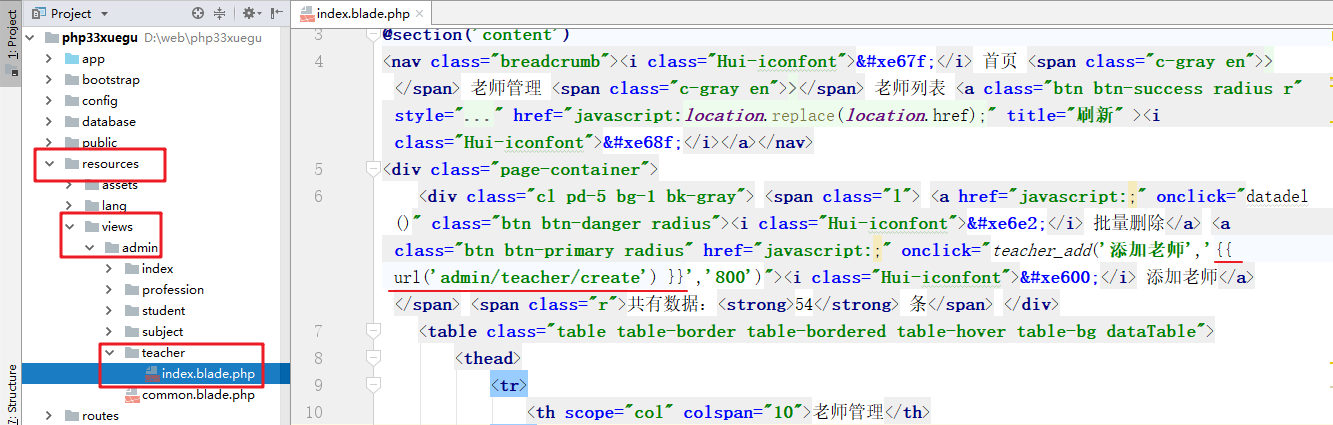 1: Project
7: Structure
Project
php33xuegu D:\web\php33xuegu
app
bootstrap
config
database
public
resources
assets
lang
views
admin
index
profession
student
subject
teacher
index.blade.php
common.blade.php
routes
index.blade.php
3 @section('content')
4 <nav class="breadcrumb"><i class="Hui-iconfont">&#xe67f;</i> 首页 <span class="c-gray en">>
</span> 老师管理 <span class="c-gray en">></span> 老师列表 <a class="btn btn-success radius r"
style="..." href="javascript:location.replace(location.href);" title="刷新" ><i
class="Hui-iconfont">&#xe68f;</i></a></nav>
5 <div class="page-container">
6 <div class="cl pd-5 bg-1 bk-gray"> <span class="l"> <a href="javascript:;" onclick="datadel
()" class="btn btn-danger radius"><i class="Hui-iconfont">&#xe6e2;</i> 批量删除</a> <a
class="btn btn-primary radius" href="javascript:;" onclick="teacher_add('添加老师','{{
url('admin/teacher/create') }}','800')"><i class="Hui-iconfont">&#xe600;</i> 添加老师</a>
</span> <span class="r">共有数据：<strong>54</strong> 条</span> </div>
7 <table class="table table-border table-bordered table-hover table-bg dataTable">
8 <thead>
9 <tr>
10 <th scope="col" colspan="10">老师管理</th>